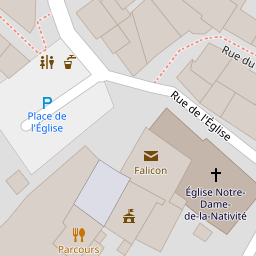 Rue du
Rue de l'Église
P
Place de
l'Église
Falicon
Église Notre-
Dame-
de-la-Nativité
Parcours